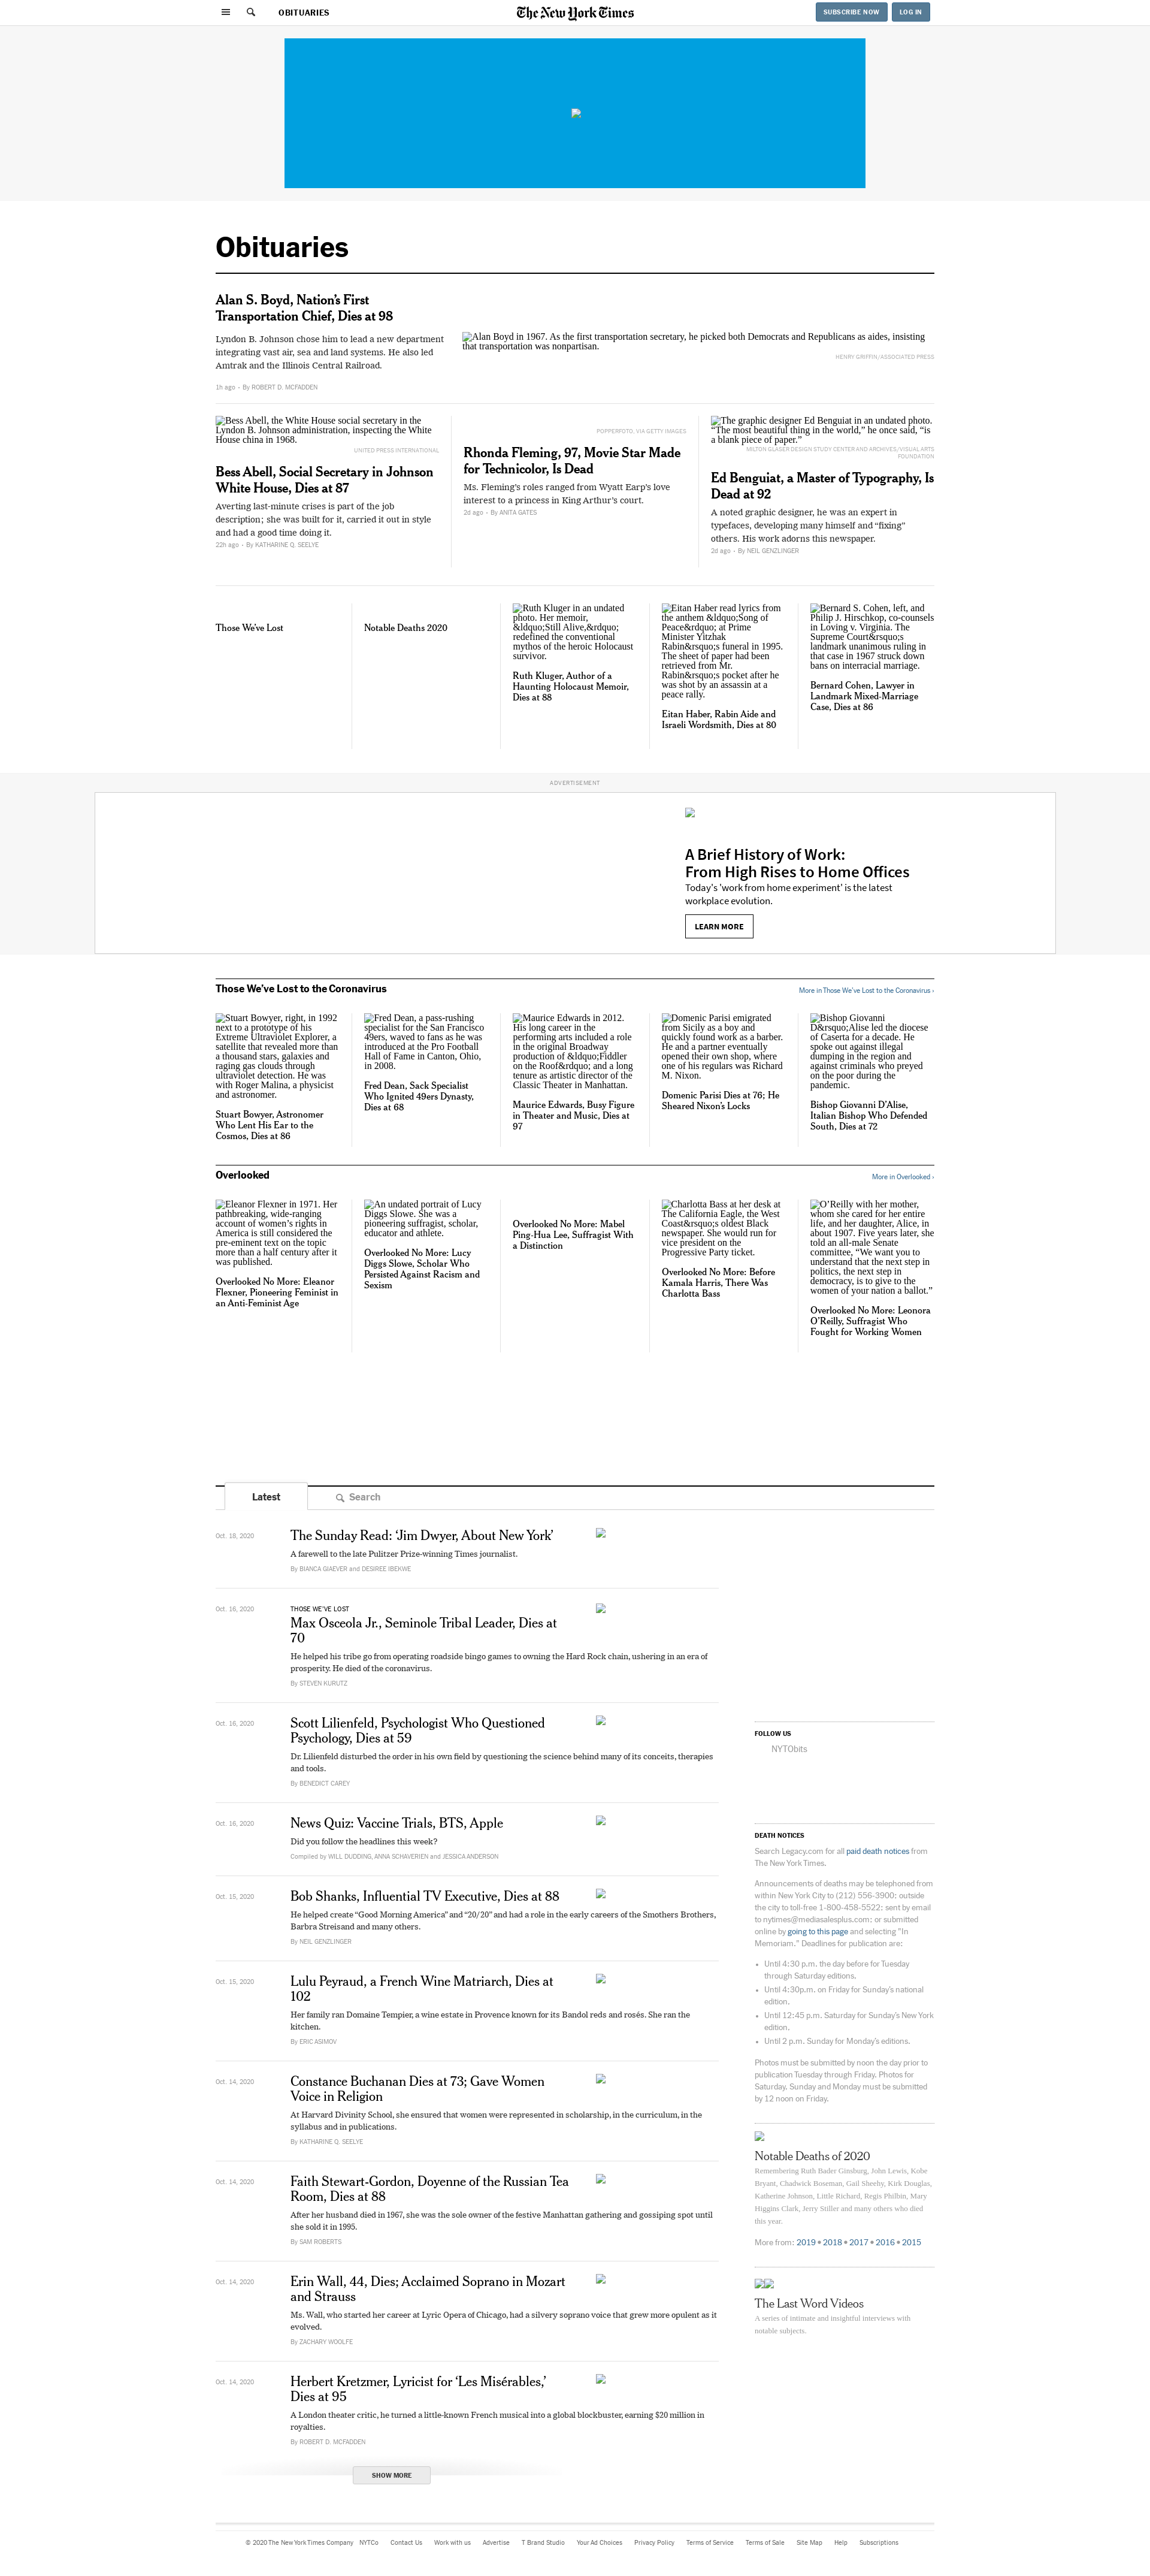 OBITUARIES
The New York Times
SUBSCRIBE NOW
LOG IN
Obituaries
Alan S. Boyd, Nation’s First
Transportation Chief, Dies at 98
Lyndon B. Johnson chose him to lead a new department
integrating vast air, sea and land systems. He also led
Amtrak and the Illinois Central Railroad.
1h ago • By ROBERT D. MCFADDEN
Alan Boyd in 1967. As the first transportation secretary, he picked both Democrats and Republicans as aides, insisting
that transportation was nonpartisan.
HENRY GRIFFIN/ASSOCIATED PRESS
Bess Abell, the White House social secretary in the
Lyndon B. Johnson administration, inspecting the White
House china in 1968.
UNITED PRESS INTERNATIONAL
Bess Abell, Social Secretary in Johnson
White House, Dies at 87
Averting last-minute crises is part of the job
description; she was built for it, carried it out in style
and had a good time doing it.
22h ago • By KATHARINE Q. SEELYE
POPPERFOTO, VIA GETTY IMAGES
Rhonda Fleming, 97, Movie Star Made
for Technicolor, Is Dead
Ms. Fleming’s roles ranged from Wyatt Earp’s love
interest to a princess in King Arthur’s court.
2d ago • By ANITA GATES
The graphic designer Ed Benguiat in an undated photo.
“The most beautiful thing in the world,” he once said, “is
a blank piece of paper.”
MILTON GLASER DESIGN STUDY CENTER AND ARCHIVES/VISUAL ARTS
FOUNDATION
Ed Benguiat, a Master of Typography, Is
Dead at 92
A noted graphic designer, he was an expert in
typefaces, developing many himself and “fixing”
others. His work adorns this newspaper.
2d ago • By NEIL GENZLINGER
Those We’ve Lost
Notable Deaths 2020
Ruth Kluger in an undated
photo. Her memoir,
&ldquo;Still Alive,&rdquo;
redefined the conventional
mythos of the heroic Holocaust
survivor.
Ruth Kluger, Author of a
Haunting Holocaust Memoir,
Dies at 88
Eitan Haber read lyrics from
the anthem &ldquo;Song of
Peace&rdquo; at Prime
Minister Yitzhak
Rabin&rsquo;s funeral in 1995.
The sheet of paper had been
retrieved from Mr.
Rabin&rsquo;s pocket after he
was shot by an assassin at a
peace rally.
Eitan Haber, Rabin Aide and
Israeli Wordsmith, Dies at 80
Bernard S. Cohen, left, and
Philip J. Hirschkop, co-counsels
in Loving v. Virginia. The
Supreme Court&rsquo;s
landmark unanimous ruling in
that case in 1967 struck down
bans on interracial marriage.
Bernard Cohen, Lawyer in
Landmark Mixed-Marriage
Case, Dies at 86
ADVERTISEMENT
A Brief History of Work:
From High Rises to Home Offices
Today's 'work from home experiment' is the latest
workplace evolution.
LEARN MORE
Those We’ve Lost to the Coronavirus
More in Those We’ve Lost to the Coronavirus ›
Stuart Bowyer, right, in 1992
next to a prototype of his
Extreme Ultraviolet Explorer, a
satellite that revealed more than
a thousand stars, galaxies and
raging gas clouds through
ultraviolet detection. He was
with Roger Malina, a physicist
and astronomer.
Stuart Bowyer, Astronomer
Who Lent His Ear to the
Cosmos, Dies at 86
Fred Dean, a pass-rushing
specialist for the San Francisco
49ers, waved to fans as he was
introduced at the Pro Football
Hall of Fame in Canton, Ohio,
in 2008.
Fred Dean, Sack Specialist
Who Ignited 49ers Dynasty,
Dies at 68
Maurice Edwards in 2012.
His long career in the
performing arts included a role
in the original Broadway
production of &ldquo;Fiddler
on the Roof&rdquo; and a long
tenure as artistic director of the
Classic Theater in Manhattan.
Maurice Edwards, Busy Figure
in Theater and Music, Dies at
97
Domenic Parisi emigrated
from Sicily as a boy and
quickly found work as a barber.
He and a partner eventually
opened their own shop, where
one of his regulars was Richard
M. Nixon.
Domenic Parisi Dies at 76; He
Sheared Nixon’s Locks
Bishop Giovanni
D&rsquo;Alise led the diocese
of Caserta for a decade. He
spoke out against illegal
dumping in the region and
against criminals who preyed
on the poor during the
pandemic.
Bishop Giovanni D’Alise,
Italian Bishop Who Defended
South, Dies at 72
Overlooked
More in Overlooked ›
Eleanor Flexner in 1971. Her
pathbreaking, wide-ranging
account of women’s rights in
America is still considered the
pre-eminent text on the topic
more than a half century after it
was published.
Overlooked No More: Eleanor
Flexner, Pioneering Feminist in
an Anti-Feminist Age
An undated portrait of Lucy
Diggs Slowe. She was a
pioneering suffragist, scholar,
educator and athlete.
Overlooked No More: Lucy
Diggs Slowe, Scholar Who
Persisted Against Racism and
Sexism
Overlooked No More: Mabel
Ping-Hua Lee, Suffragist With
a Distinction
Charlotta Bass at her desk at
The California Eagle, the West
Coast&rsquo;s oldest Black
newspaper. She would run for
vice president on the
Progressive Party ticket.
Overlooked No More: Before
Kamala Harris, There Was
Charlotta Bass
O’Reilly with her mother,
whom she cared for her entire
life, and her daughter, Alice, in
about 1907. Five years later, she
told an all-male Senate
committee, “We want you to
understand that the next step in
politics, the next step in
democracy, is to give to the
women of your nation a ballot.”
Overlooked No More: Leonora
O’Reilly, Suffragist Who
Fought for Working Women
Latest
Search
Oct. 18, 2020
The Sunday Read: ‘Jim Dwyer, About New York’
A farewell to the late Pulitzer Prize-winning Times journalist.
By BIANCA GIAEVER and DESIREE IBEKWE
Oct. 16, 2020
THOSE WE’VE LOST
Max Osceola Jr., Seminole Tribal Leader, Dies at
70
He helped his tribe go from operating roadside bingo games to owning the Hard Rock chain, ushering in an era of
prosperity. He died of the coronavirus.
By STEVEN KURUTZ
Oct. 16, 2020
Scott Lilienfeld, Psychologist Who Questioned
Psychology, Dies at 59
Dr. Lilienfeld disturbed the order in his own field by questioning the science behind many of its conceits, therapies
and tools.
By BENEDICT CAREY
Oct. 16, 2020
News Quiz: Vaccine Trials, BTS, Apple
Did you follow the headlines this week?
Compiled by WILL DUDDING, ANNA SCHAVERIEN and JESSICA ANDERSON
Oct. 15, 2020
Bob Shanks, Influential TV Executive, Dies at 88
He helped create “Good Morning America” and “20/20” and had a role in the early careers of the Smothers Brothers,
Barbra Streisand and many others.
By NEIL GENZLINGER
Oct. 15, 2020
Lulu Peyraud, a French Wine Matriarch, Dies at
102
Her family ran Domaine Tempier, a wine estate in Provence known for its Bandol reds and rosés. She ran the
kitchen.
By ERIC ASIMOV
Oct. 14, 2020
Constance Buchanan Dies at 73; Gave Women
Voice in Religion
At Harvard Divinity School, she ensured that women were represented in scholarship, in the curriculum, in the
syllabus and in publications.
By KATHARINE Q. SEELYE
Oct. 14, 2020
Faith Stewart-Gordon, Doyenne of the Russian Tea
Room, Dies at 88
After her husband died in 1967, she was the sole owner of the festive Manhattan gathering and gossiping spot until
she sold it in 1995.
By SAM ROBERTS
Oct. 14, 2020
Erin Wall, 44, Dies; Acclaimed Soprano in Mozart
and Strauss
Ms. Wall, who started her career at Lyric Opera of Chicago, had a silvery soprano voice that grew more opulent as it
evolved.
By ZACHARY WOOLFE
Oct. 14, 2020
Herbert Kretzmer, Lyricist for ‘Les Misérables,’
Dies at 95
A London theater critic, he turned a little-known French musical into a global blockbuster, earning $20 million in
royalties.
By ROBERT D. MCFADDEN
SHOW MORE
FOLLOW US
NYTObits
DEATH NOTICES
Search Legacy.com for all paid death notices from
The New York Times.
Announcements of deaths may be telephoned from
within New York City to (212) 556-3900; outside
the city to toll-free 1-800-458-5522; sent by email
to nytimes@mediasalesplus.com; or submitted
online by going to this page and selecting "In
Memoriam." Deadlines for publication are:
• Until 4:30 p.m. the day before for Tuesday
through Saturday editions.
• Until 4:30p.m. on Friday for Sunday’s national
edition.
• Until 12:45 p.m. Saturday for Sunday’s New York
edition.
• Until 2 p.m. Sunday for Monday’s editions.
Photos must be submitted by noon the day prior to
publication Tuesday through Friday. Photos for
Saturday, Sunday and Monday must be submitted
by 12 noon on Friday.
Notable Deaths of 2020
Remembering Ruth Bader Ginsburg, John Lewis, Kobe
Bryant, Chadwick Boseman, Gail Sheehy, Kirk Douglas,
Katherine Johnson, Little Richard, Regis Philbin, Mary
Higgins Clark, Jerry Stiller and many others who died
this year.
More from: 2019 • 2018 • 2017 • 2016 • 2015
The Last Word Videos
A series of intimate and insightful interviews with
notable subjects.
© 2020 The New York Times Company NYTCo Contact Us Work with us Advertise T Brand Studio Your Ad Choices Privacy Policy Terms of Service Terms of Sale Site Map Help Subscriptions